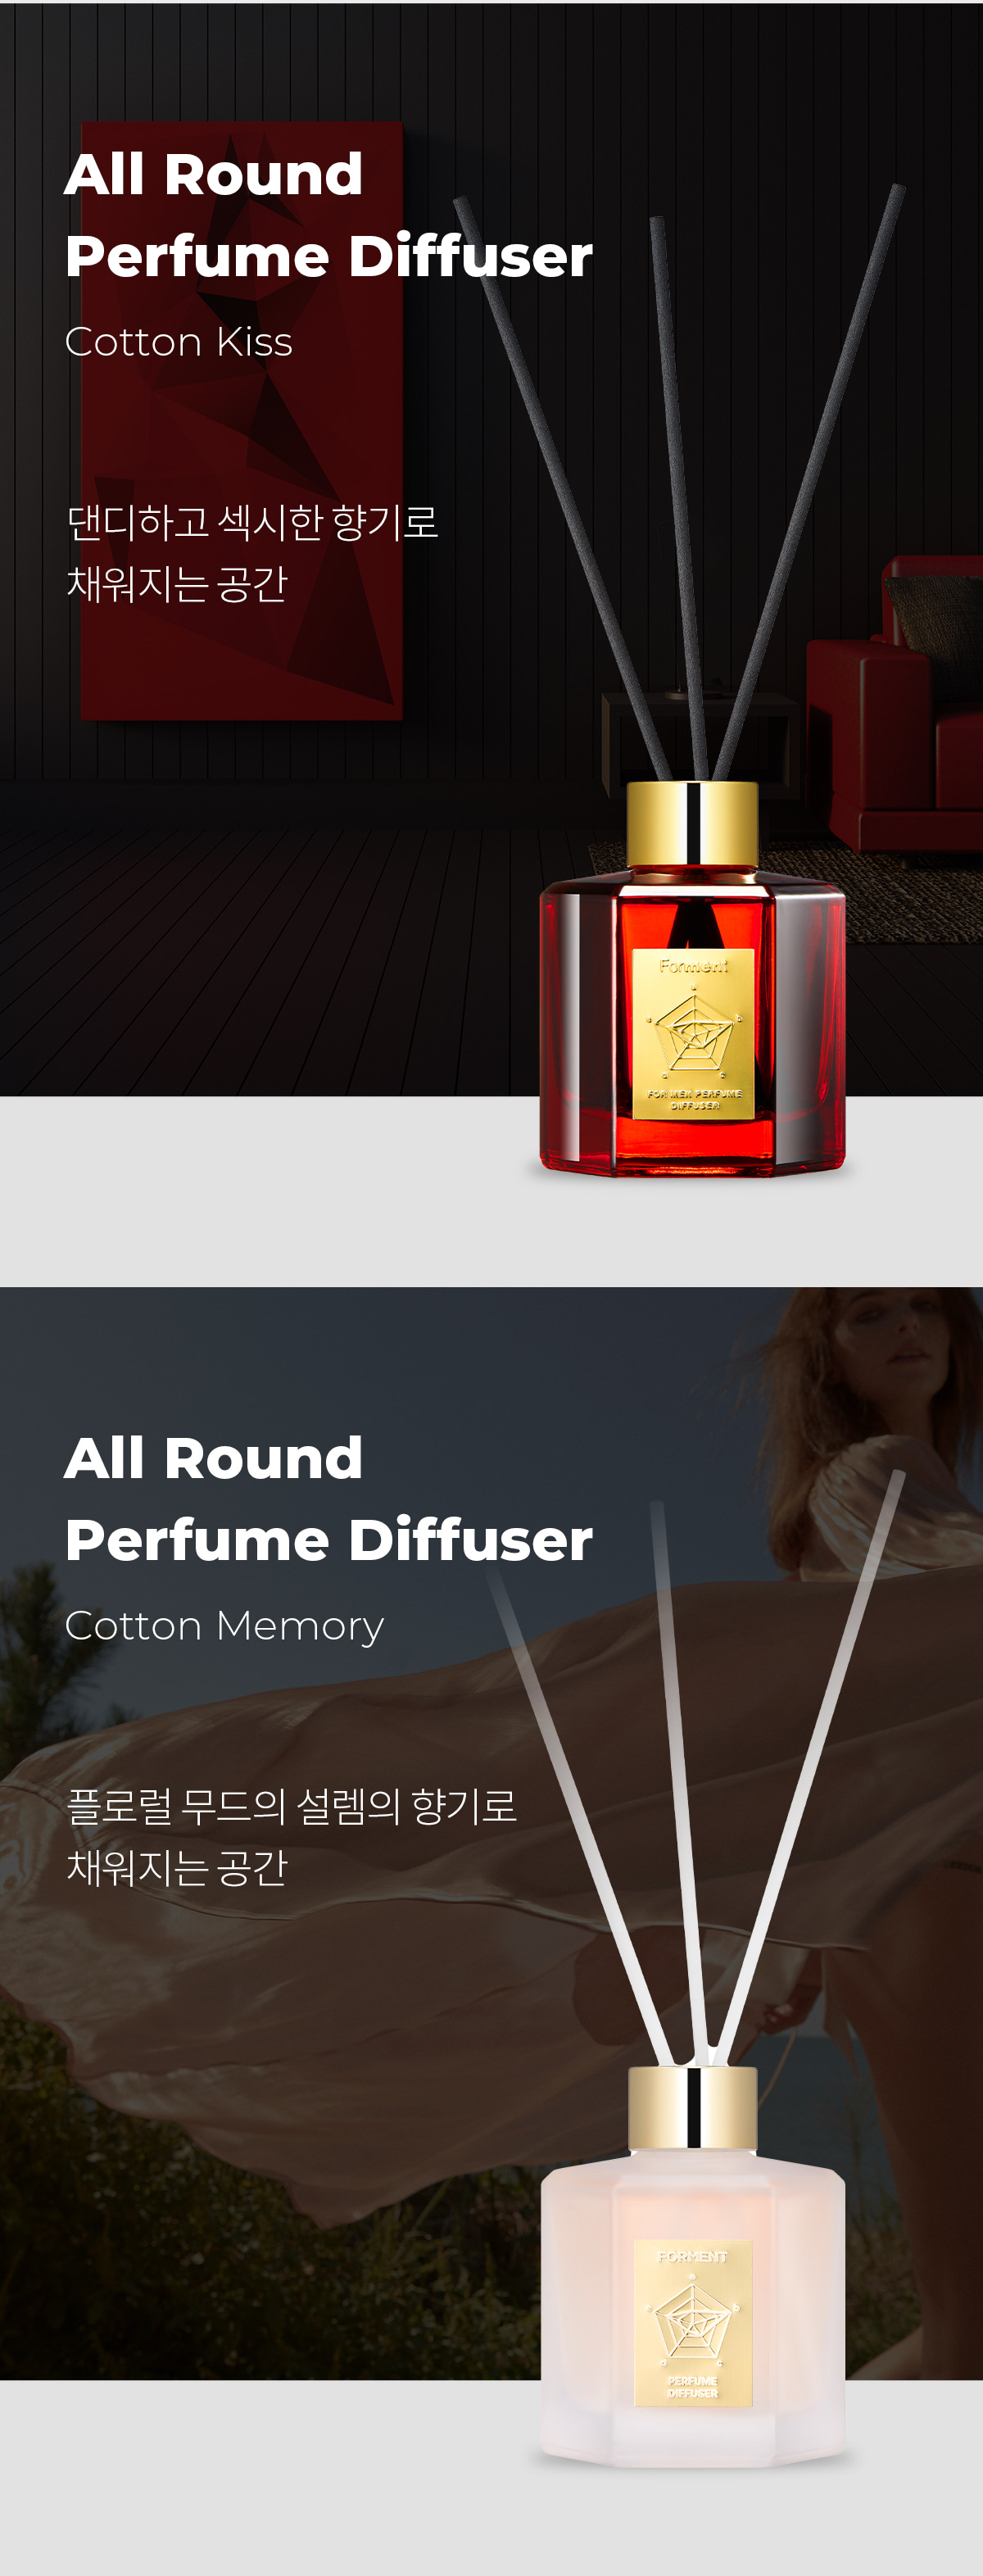 All Round
Perfume Diffuser
Cotton Kiss
댄디하고 섹시한 향기로
채워지는 공간
Forment
FOR MEN PERFUME
DIFFUSER
All Round
Perfume Diffuser
Cotton Memory
플로럴 무드의 설렘의 향기로
채워지는 공간
FORMENT
PERFUME
DIFFUSER